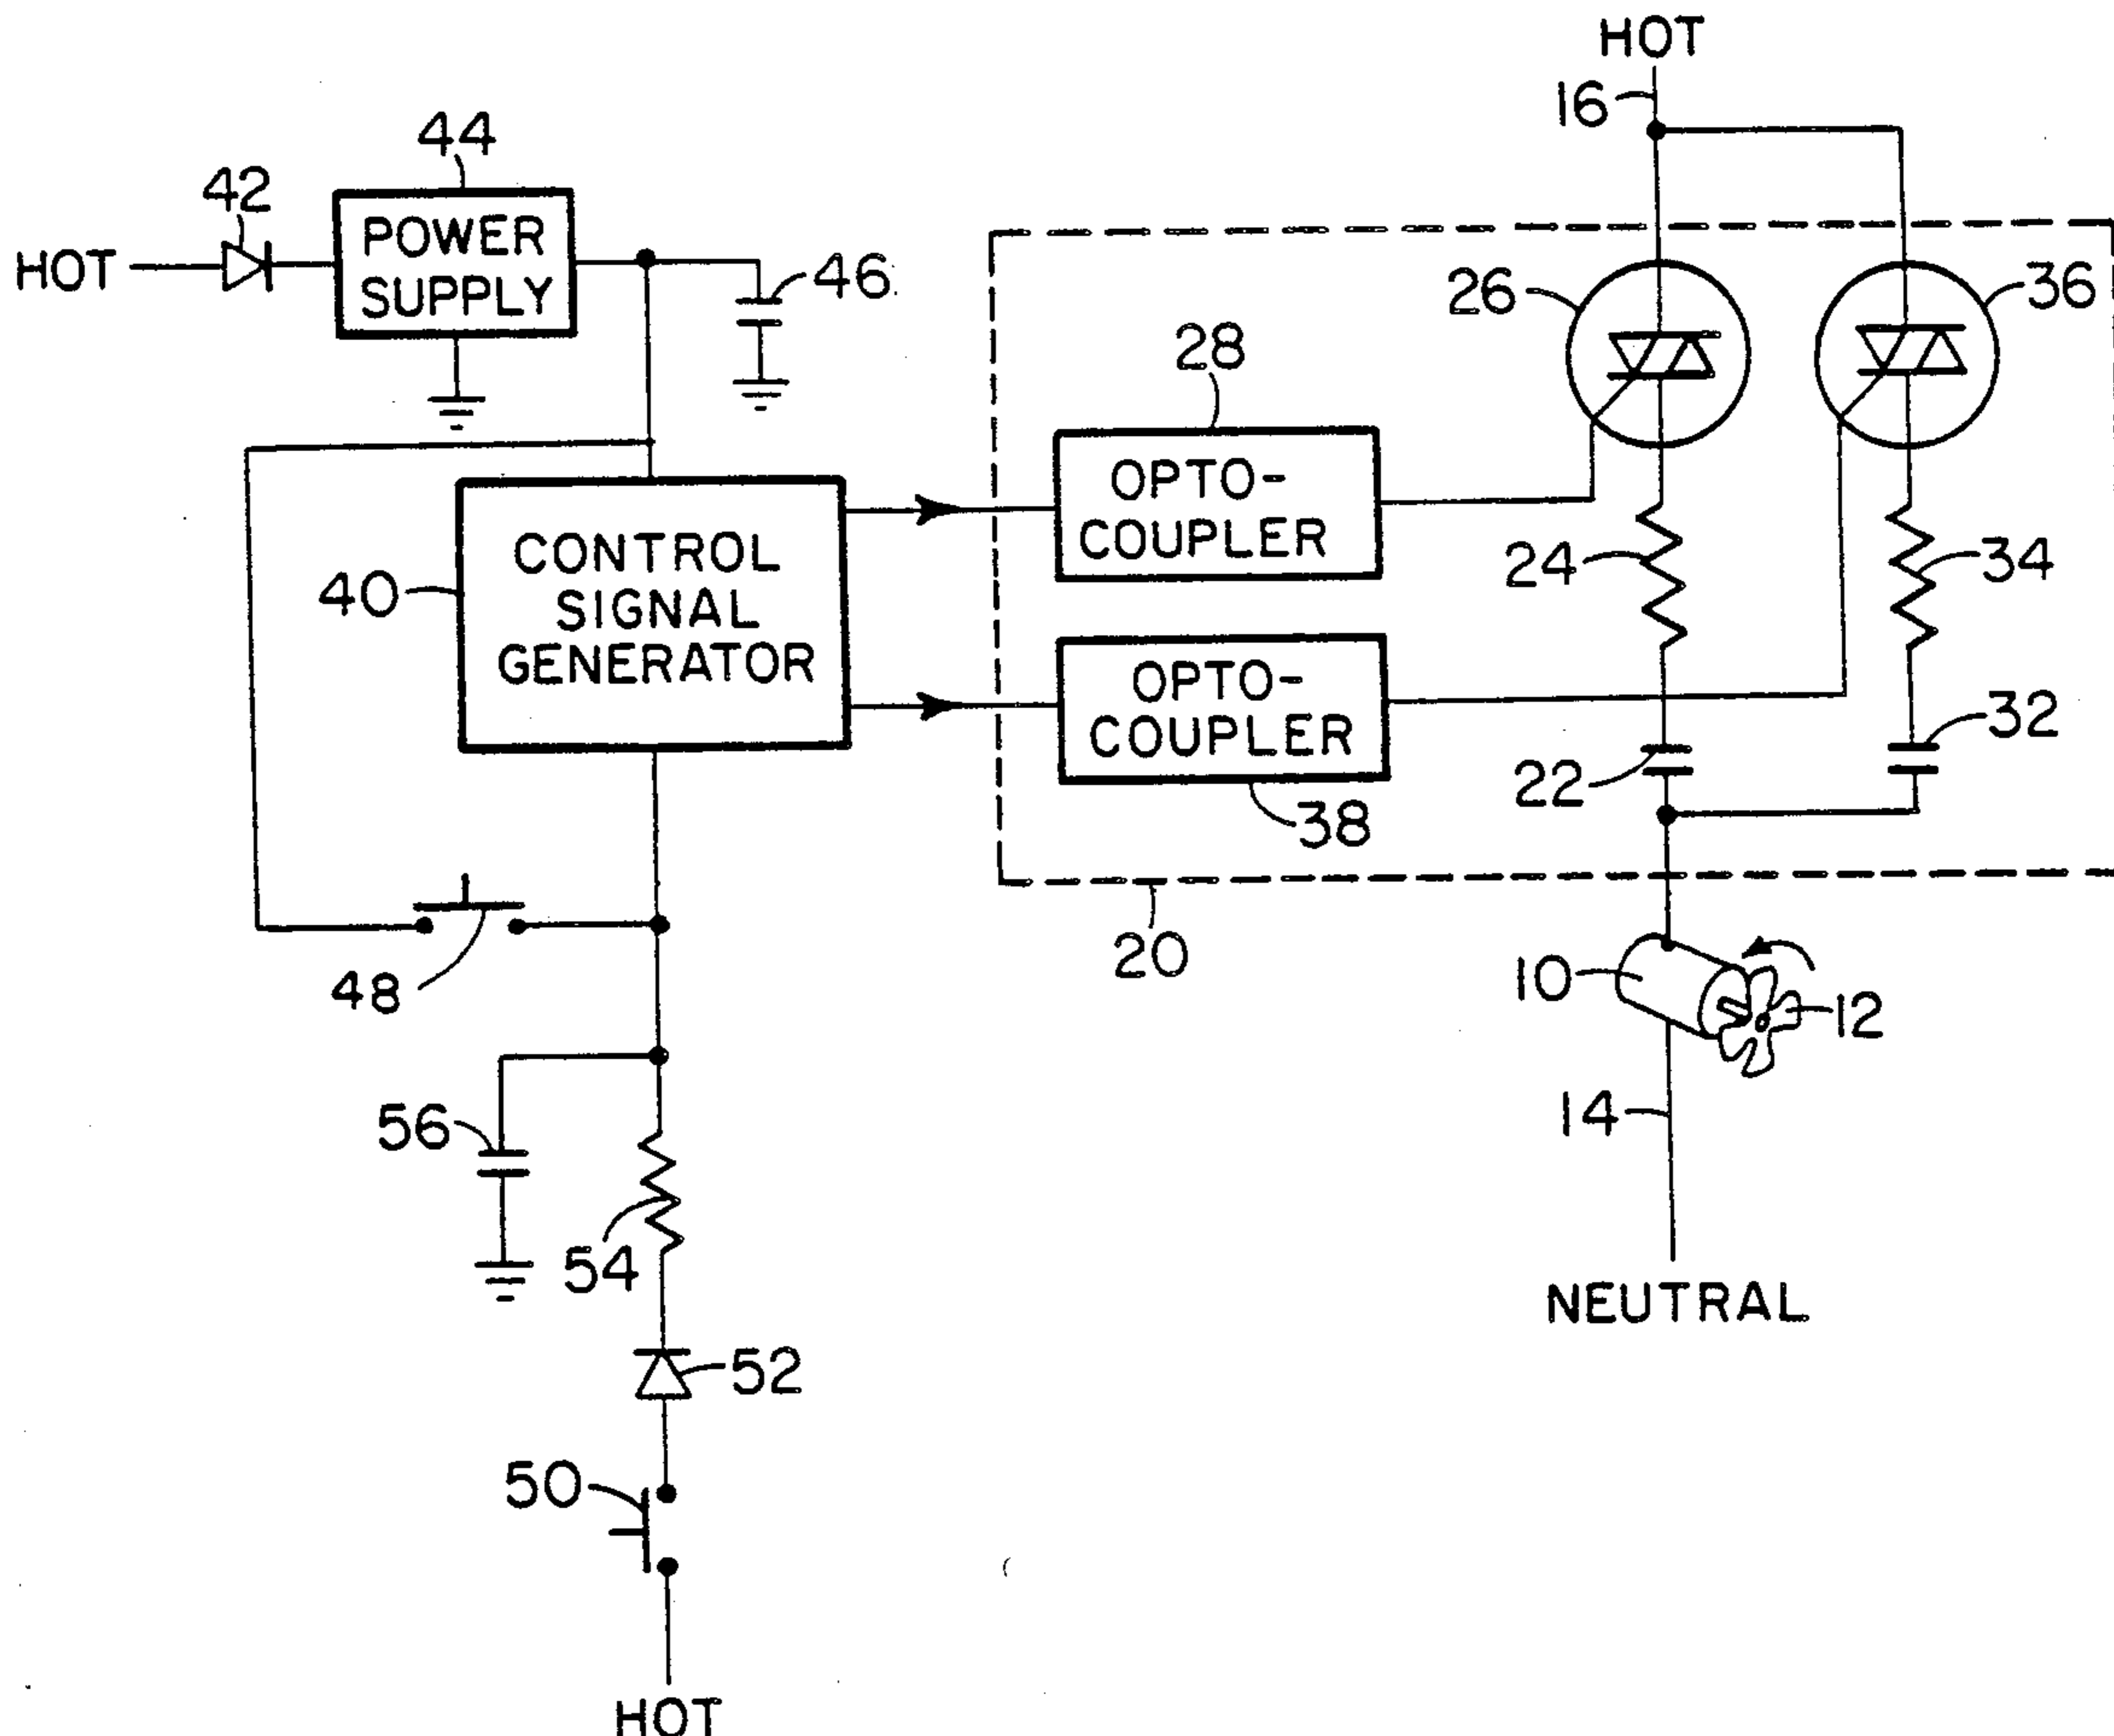 HOT
16
44
42
POWER
SUPPLY
HOT
46
26
36
28
OPTO-
COUPLER
CONTROL
SIGNAL
GENERATOR
40
24
34
OPTO-
COUPLER
32
22
38
20
48
10
12
14
56
54
NEUTRAL
52
50
HOT